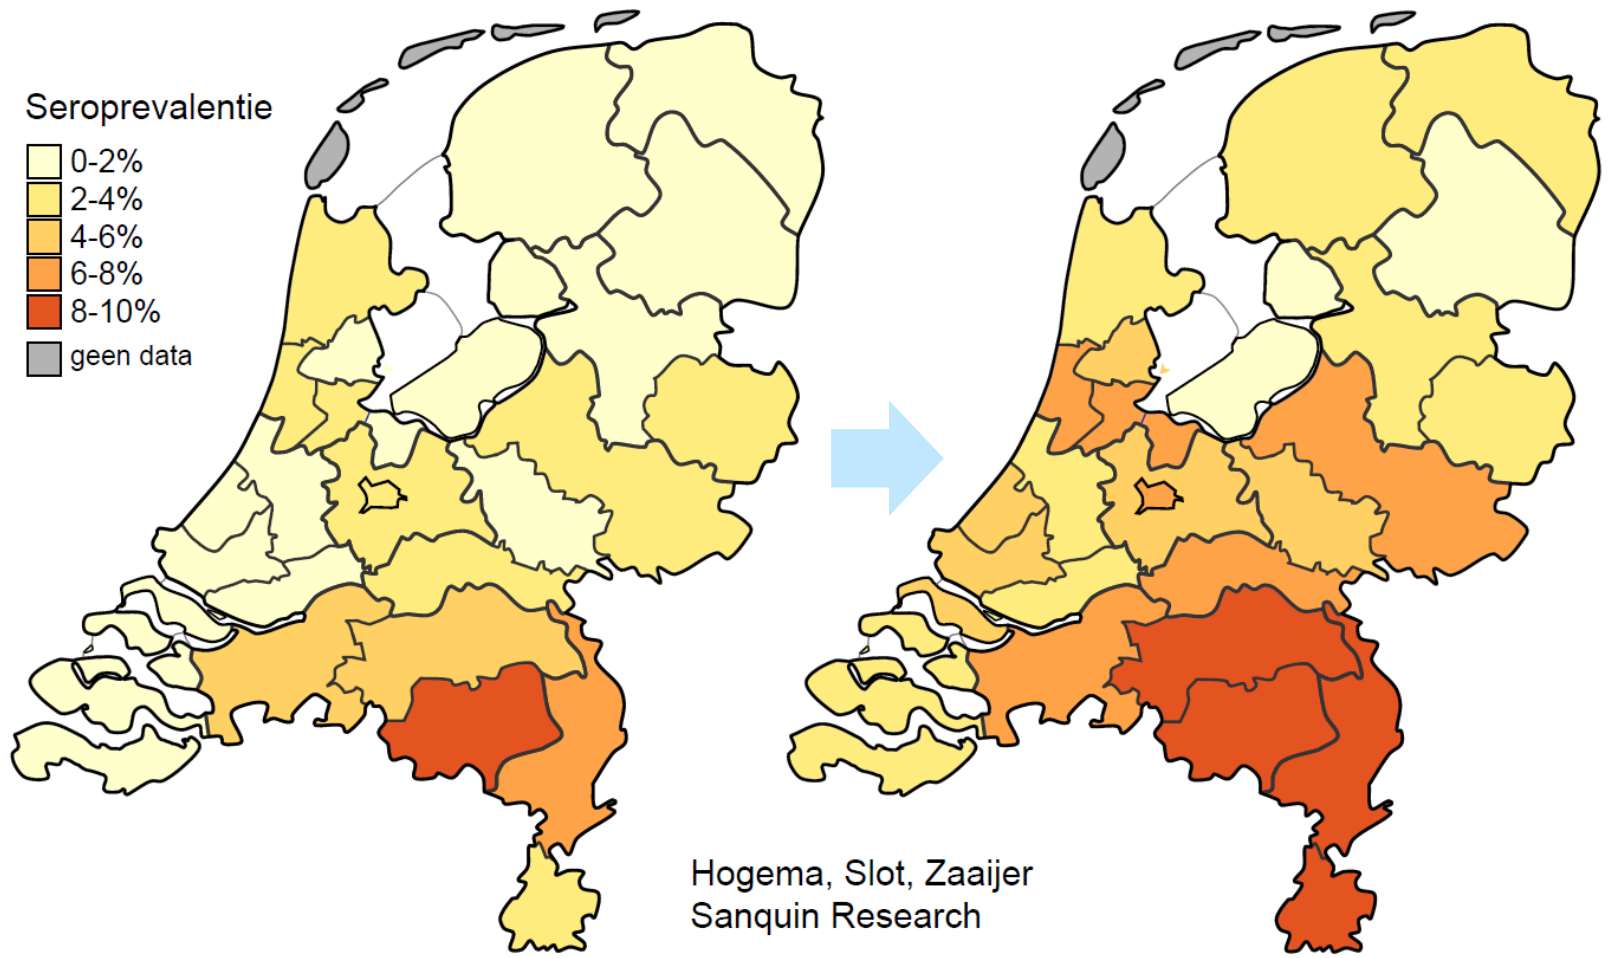 Seroprevalentie
0-2%
2-4%
4-6%
6-8%
8-10%
geen data
Hogema, Slot, Zaaijer
Sanquin Research